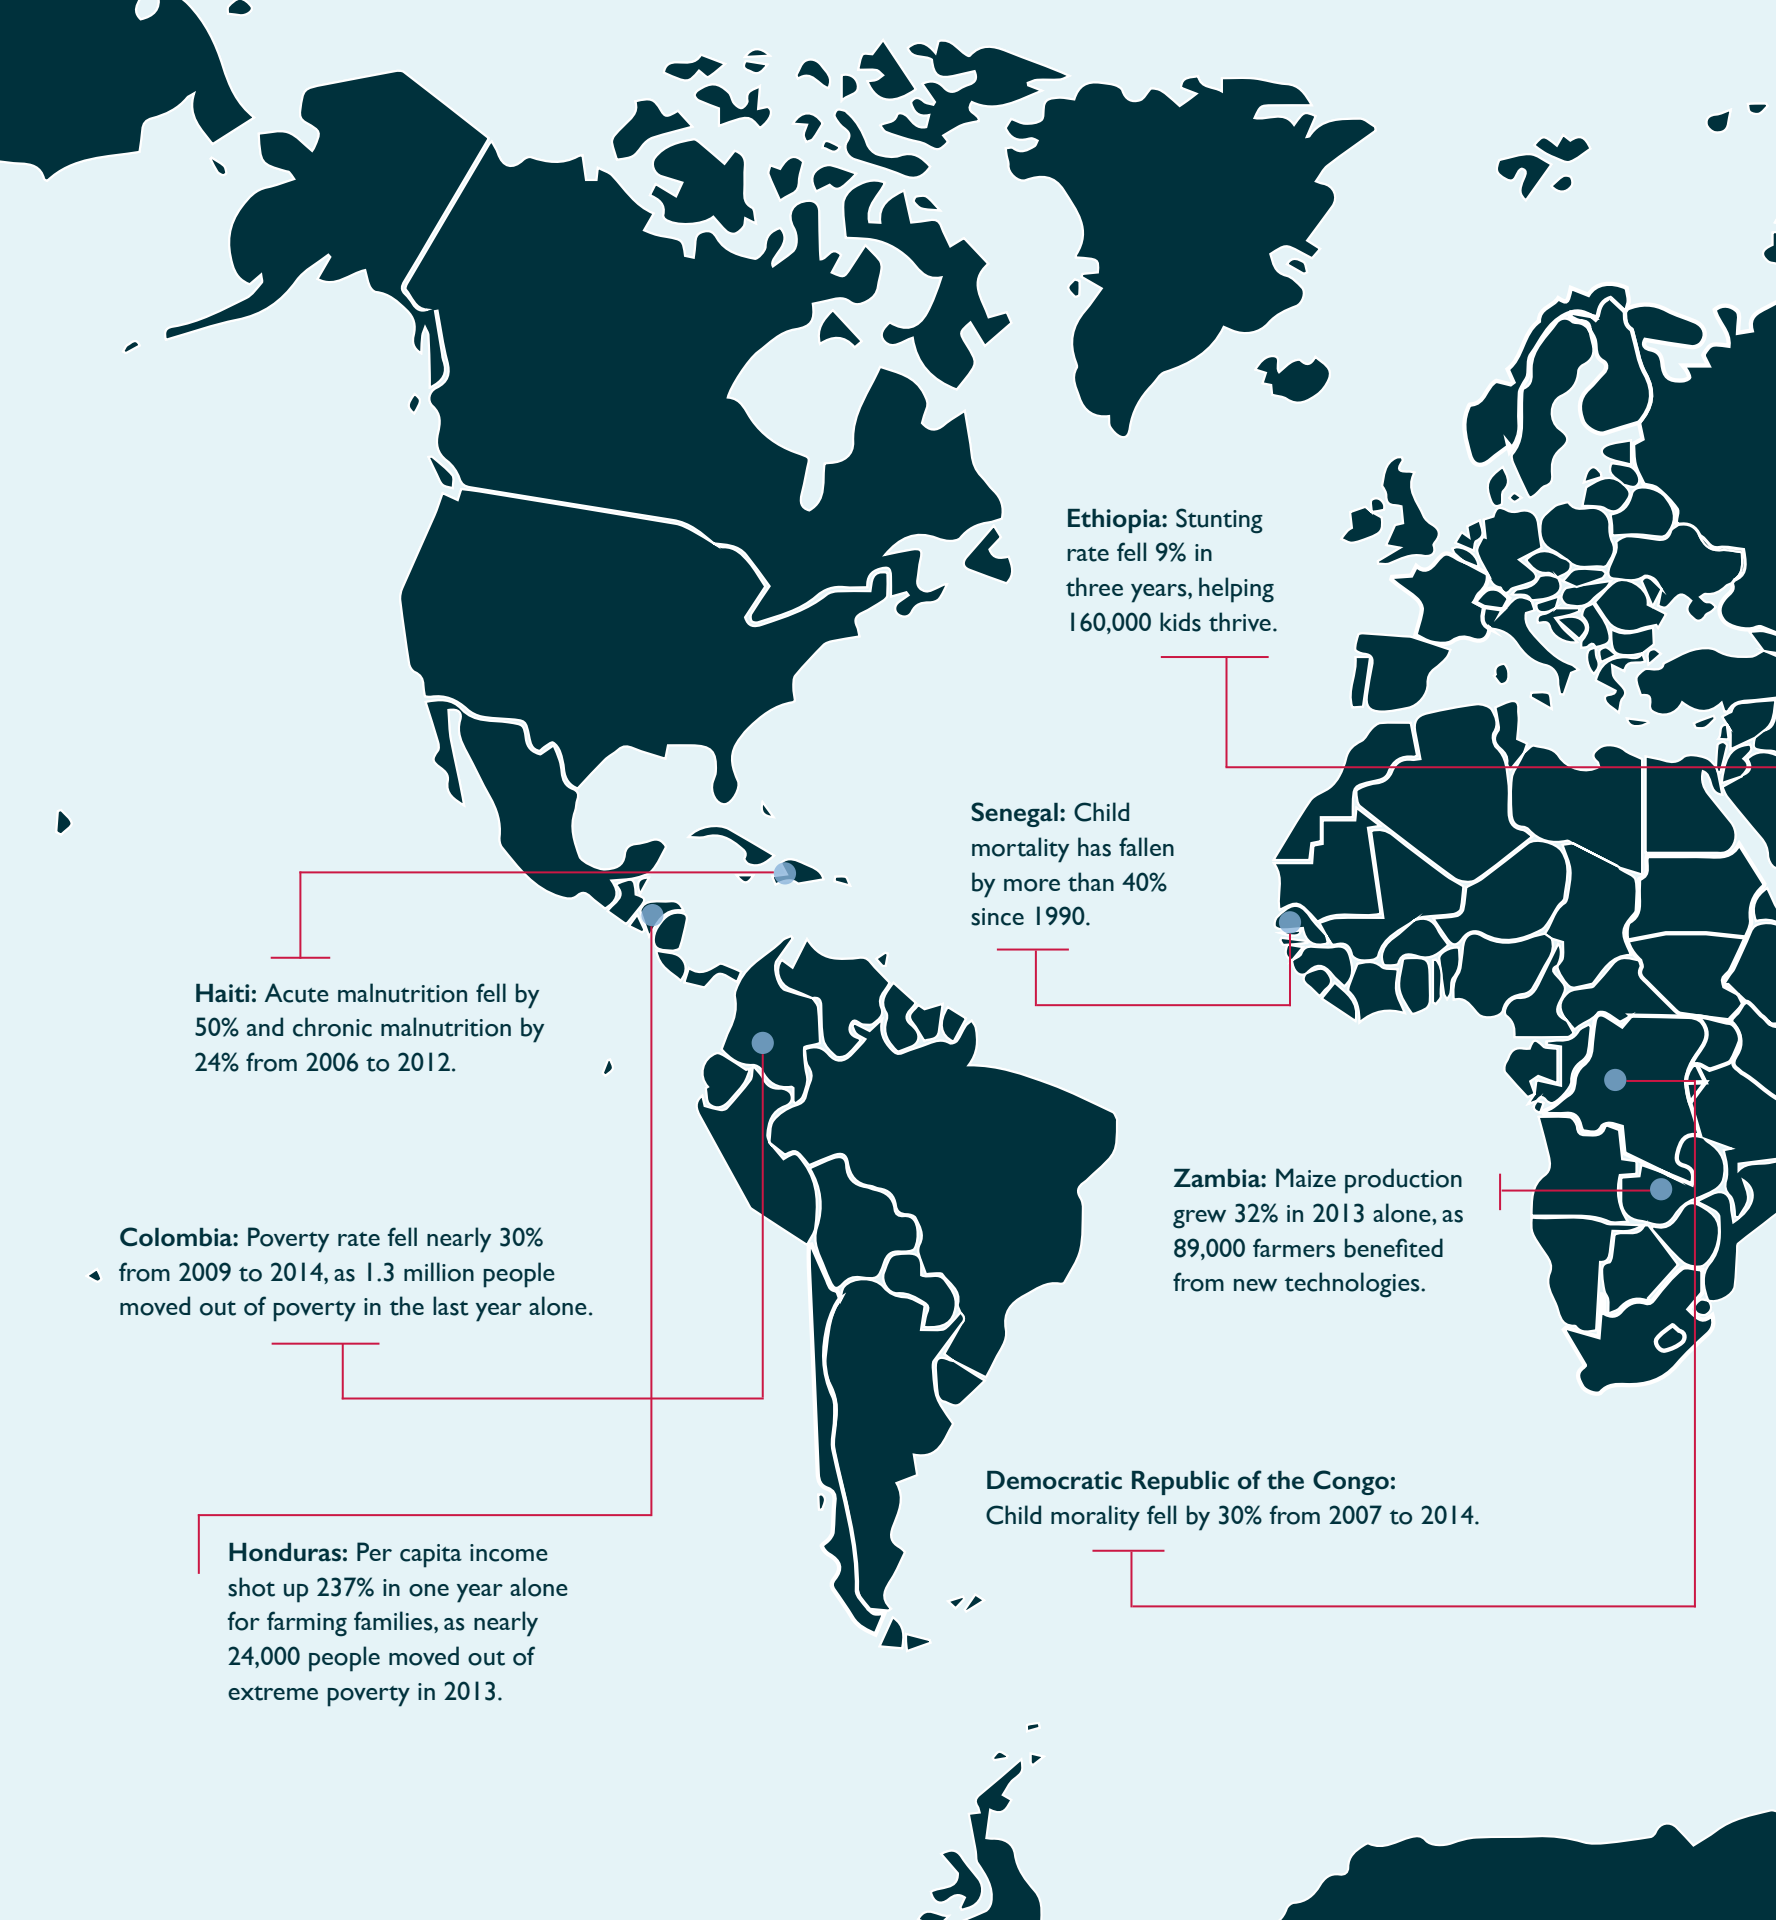 Ethiopia: Stunting
rate fell 9% in
three years, helping
160,000 kids thrive.
Senegal: Child
mortality has fallen
by more than 40%
since 1990.
Haiti: Acute malnutrition fell by
50% and chronic malnutrition by
24% from 2006 to 2012.
Zambia: Maize production
grew 32% in 2013 alone, as
89,000 farmers benefited
from new technologies.
Colombia: Poverty rate fell nearly 30%
from 2009 to 2014, as 1.3 million people
moved out of poverty in the last year alone.
Democratic Republic of the Congo:
Child morality fell by 30% from 2007 to 2014.
Honduras: Per capita income
shot up 237% in one year alone
for farming families, as nearly
24,000 people moved out of
extreme poverty in 2013.